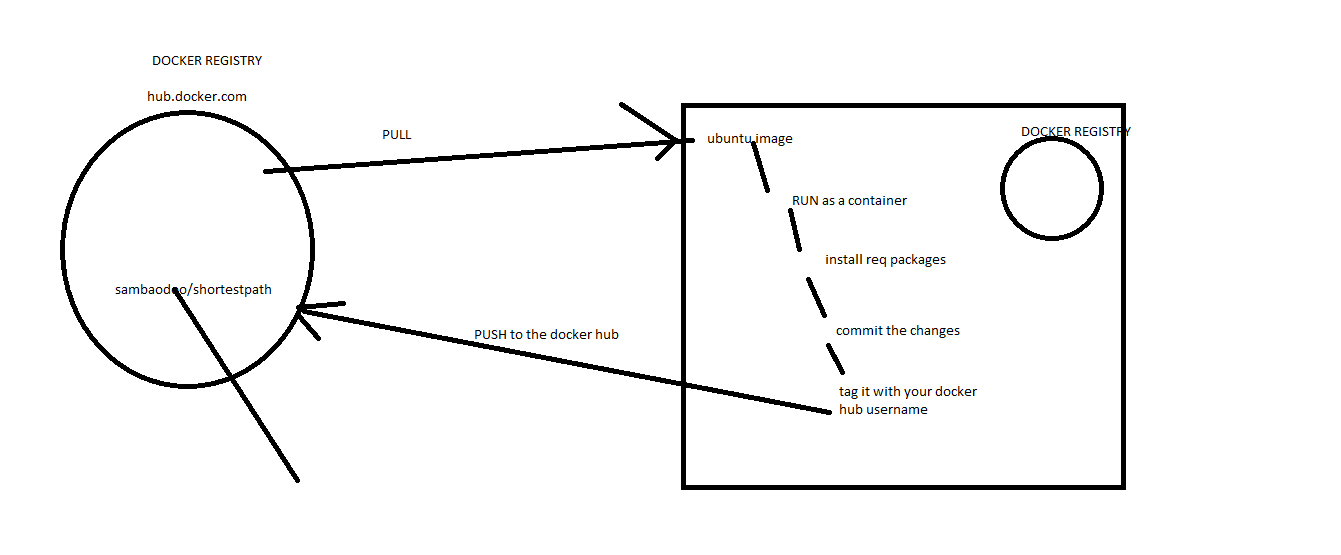 DOCKER REGISTRY
hub.docker.com
PULL
ubuntu image
DOCKER REGISTRY
RUN as a container
install req packages
sambaodoo/shortestpath
PUSH to the docker hub
commit the changes
tag it with your docker
hub username